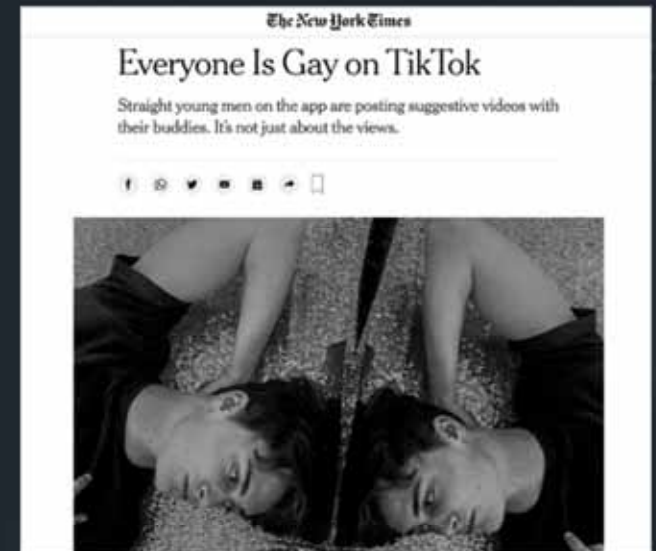 The New York Times
Everyone Is Gay on TikTok
Straight young men on the app are posting suggestive videos with
their buddies. It's not just about the views.